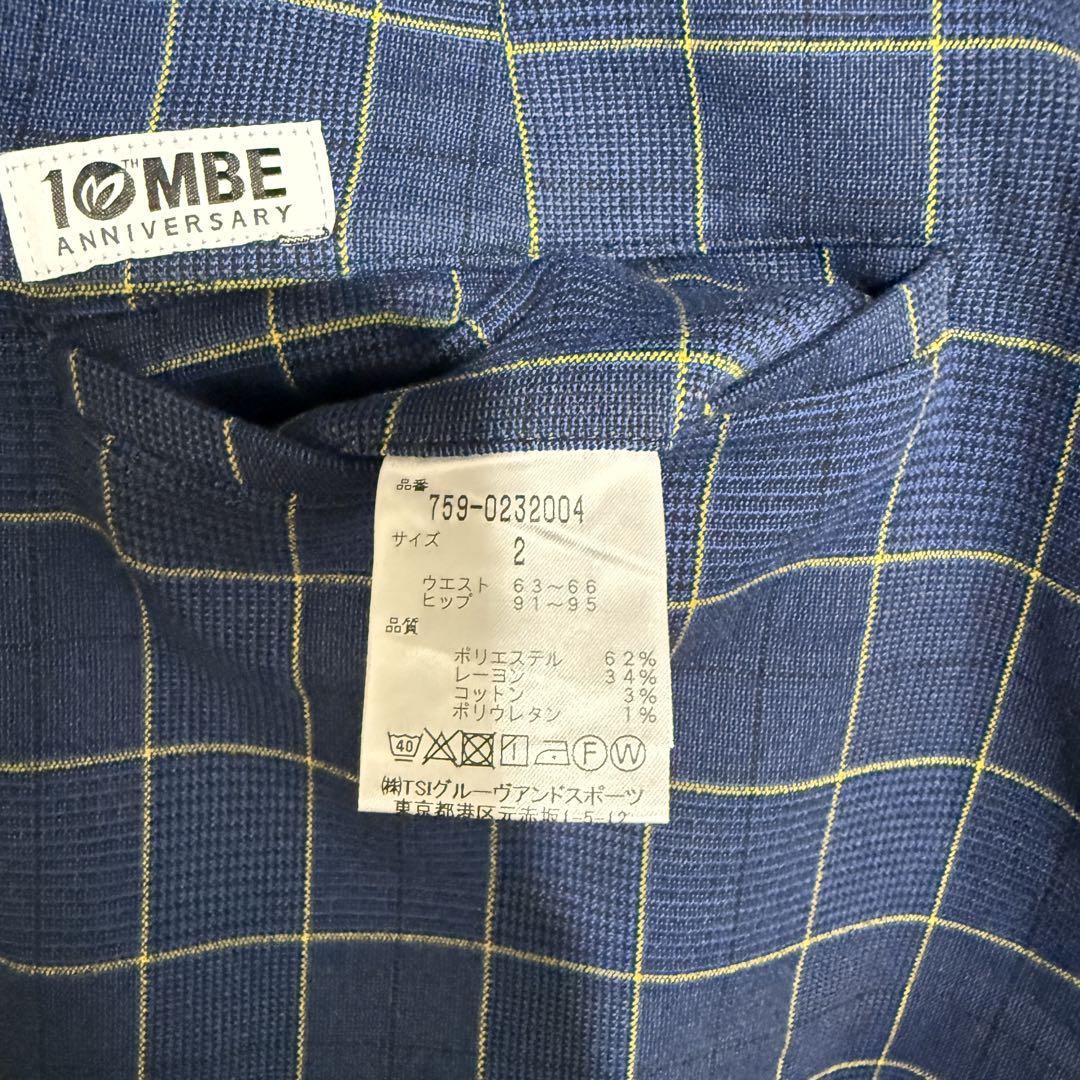 10TH MBE
ANNIVERSARY
品番
759-0232004
サイズ 2
ウエスト 63～66
ヒップ 91～95
品質
ポリエステル 62%
レーヨン 34%
コットン 3%
ポリウレタン 1%
40 F W
㈱TSIグルーヴアンドスポーツ
東京都港区元赤坂1-5-12